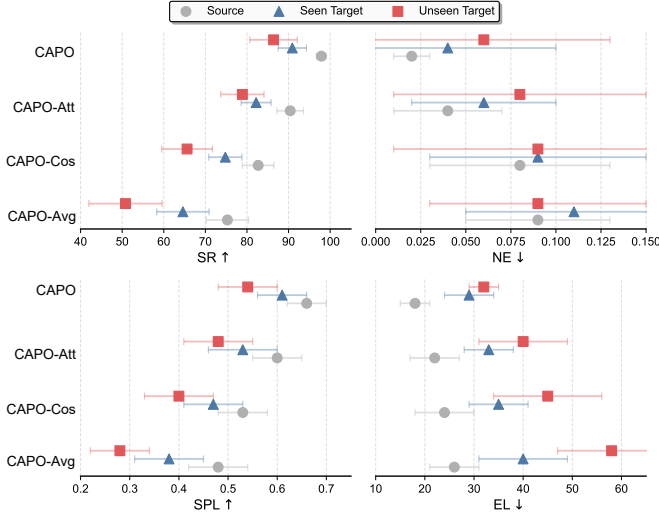 Source Seen Target Unseen Target
CAPO
CAPO-Att
CAPO-Cos
CAPO-Avg
40 50 60 70 80 90 100
SR ↑
0.000 0.025 0.050 0.075 0.100 0.125 0.150
NE ↓
CAPO
CAPO-Att
CAPO-Cos
CAPO-Avg
0.2 0.3 0.4 0.5 0.6 0.7
SPL ↑
10 20 30 40 50 60
EL ↓